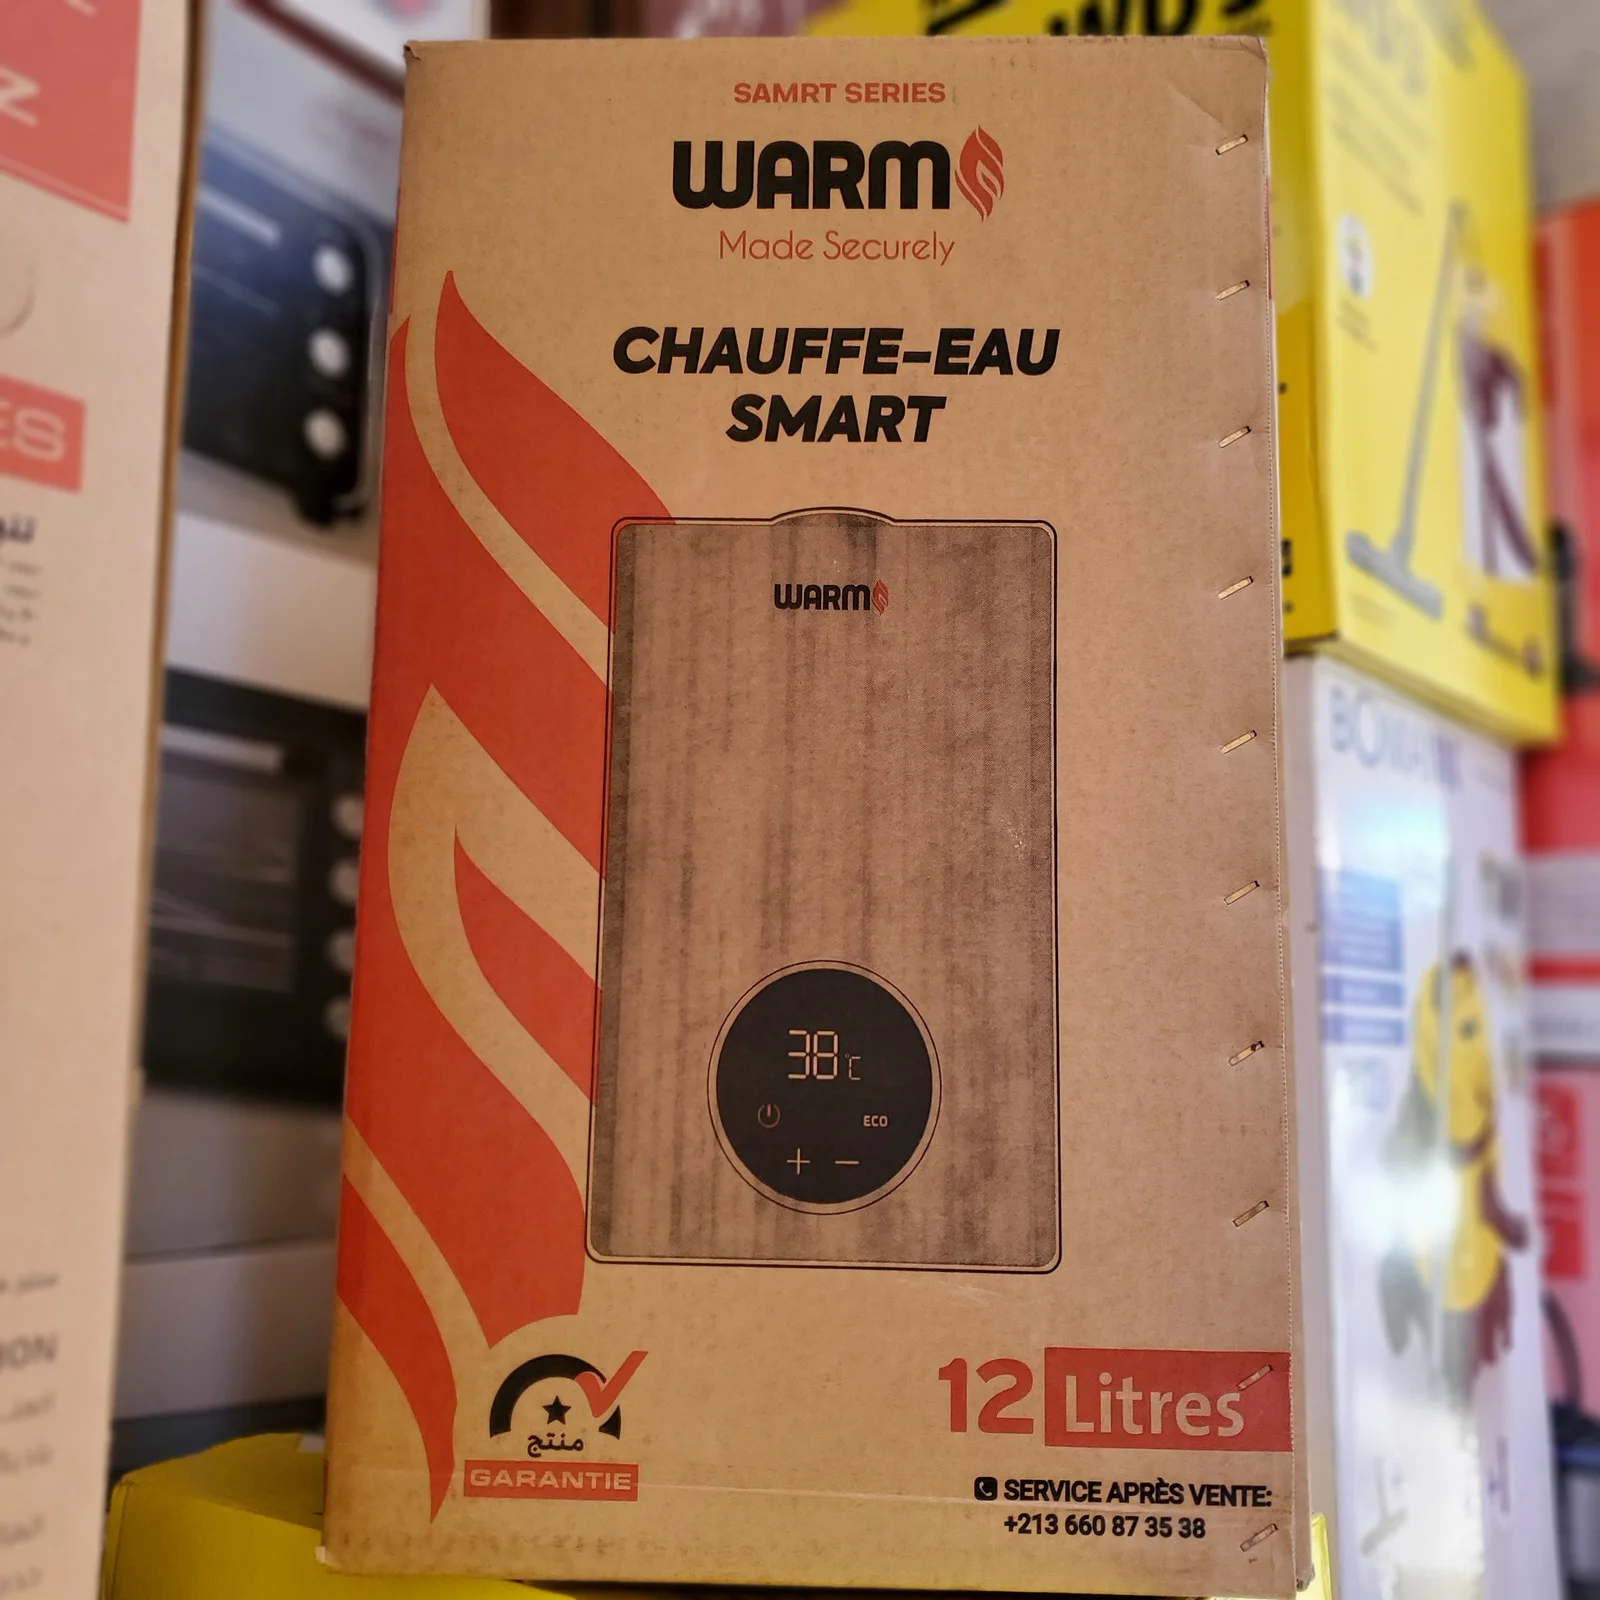 SAMRT SERIES
WARM
Made Securely
CHAUFFE-EAU
SMART
WARM
38°C
ECO
+ −
منتج
GARANTIE
12 Litres
SERVICE APRÈS VENTE:
+213 660 87 35 38
ES